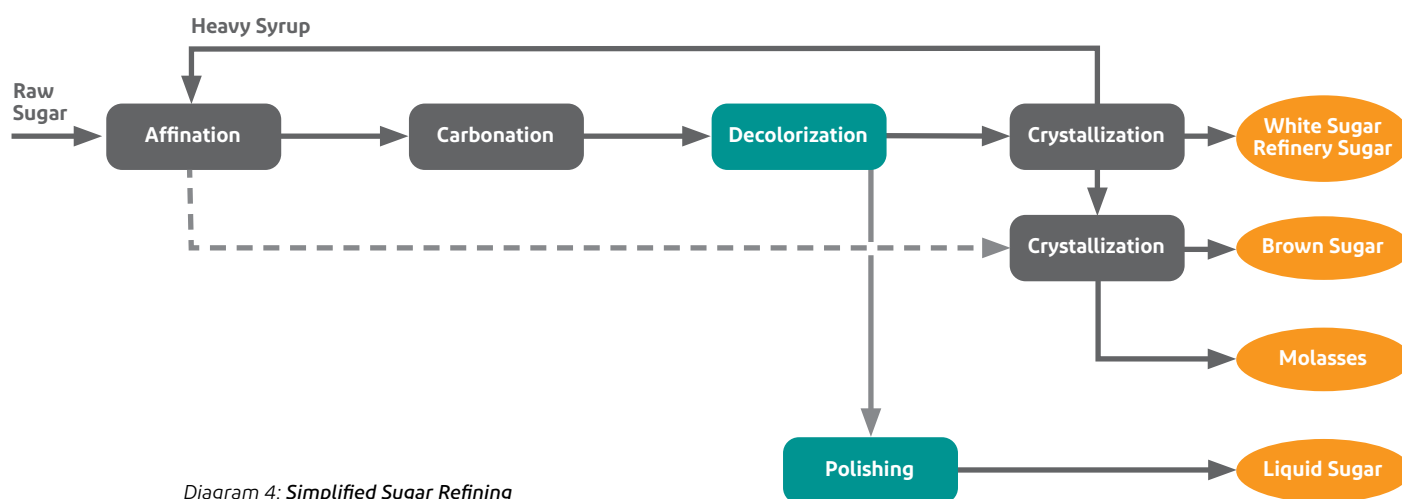 Heavy Syrup
Raw
Sugar
Affination
Carbonation
Decolorization
Crystallization
White Sugar
Refinery Sugar
Crystallization
Brown Sugar
Molasses
Polishing
Liquid Sugar
Diagram 4: Simplified Sugar Refining